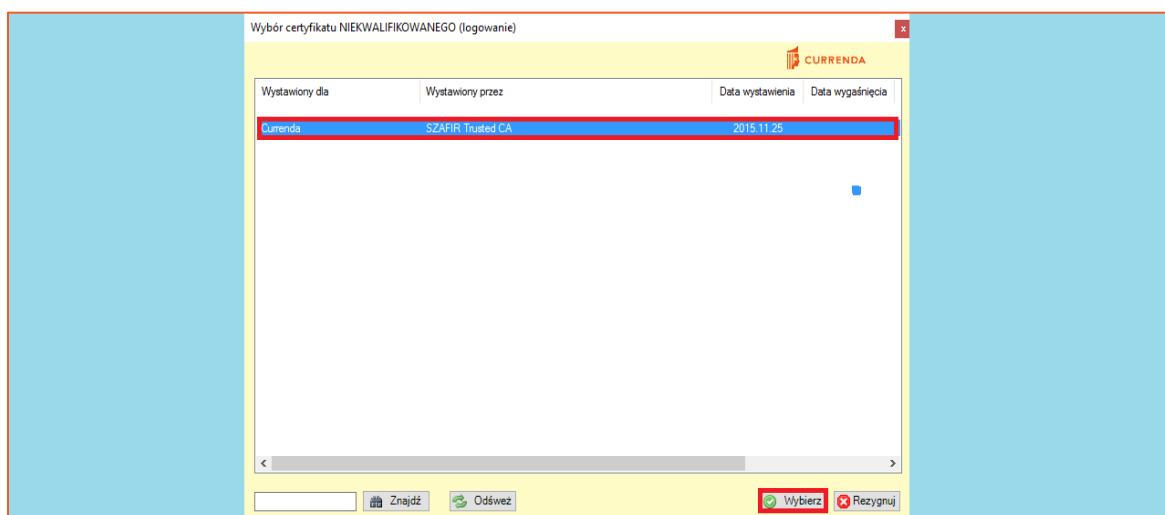 Wybór certyfikatu NIEKWALIFIKOWANEGO (logowanie) x
CURRENDA
Wystawiony dla Wystawiony przez Data wystawienia Data wygaśnięcia
Currenda SZAFIR Trusted CA 2015.11.25
Znajdź Odśwież Wybierz Rezygnuj